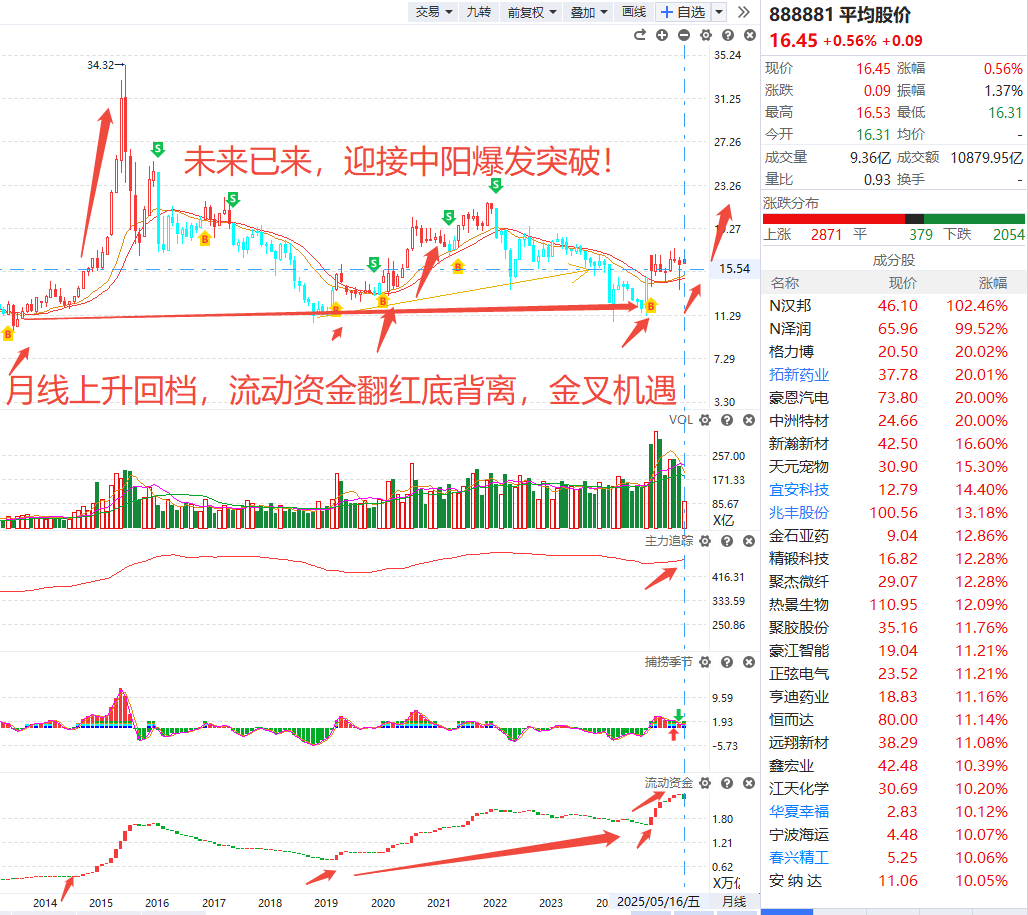 交易 九转 前复权 叠加 画线 +自选
888881 平均股价
16.45 +0.56% +0.09
现价 16.45 涨幅 0.56%
涨跌 0.09 振幅 1.37%
最高 16.53 最低 16.31
今开 16.31 均价 -
成交量 9.36亿 成交额 10879.95亿
量比 0.93 换手 -
涨跌分布
上涨 2871 平 379 下跌 2054
成分股
名称 现价 涨幅
N汉邦 46.10 102.46%
N泽润 65.96 99.52%
格力博 20.50 20.02%
拓新药业 37.78 20.01%
豪恩汽电 73.80 20.00%
中洲特材 24.66 20.00%
新瀚新材 42.50 16.60%
天元宠物 30.90 15.30%
宜安科技 12.79 14.40%
兆丰股份 100.56 13.18%
金石亚药 9.04 12.86%
精锻科技 16.82 12.28%
聚杰微纤 29.07 12.28%
热景生物 110.95 12.09%
聚胶股份 35.16 11.76%
豪江智能 19.04 11.21%
正弦电气 23.52 11.21%
亨迪药业 18.83 11.16%
恒而达 80.00 11.14%
远翔新材 38.29 11.08%
鑫宏业 42.48 10.39%
江天化学 30.69 10.20%
华夏幸福 2.83 10.12%
宁波海运 4.48 10.07%
春兴精工 5.25 10.06%
安纳达 11.06 10.05%
35.24
34.32
31.25
27.26
未来已来，迎接中阳爆发突破！
23.26
15.54
11.29
7.29
月线上升回档，流动资金翻红底背离，金叉机遇
3.30
VOL
257.00
171.33
85.67
X亿
主力追踪
416.31
333.59
250.86
捕捞季节
9.59
1.93
-5.73
流动资金
1.80
1.21
0.62
X万亿
2014 2015 2016 2017 2018 2019 2020 2021 2022 2023 2025/05/16/五 月线